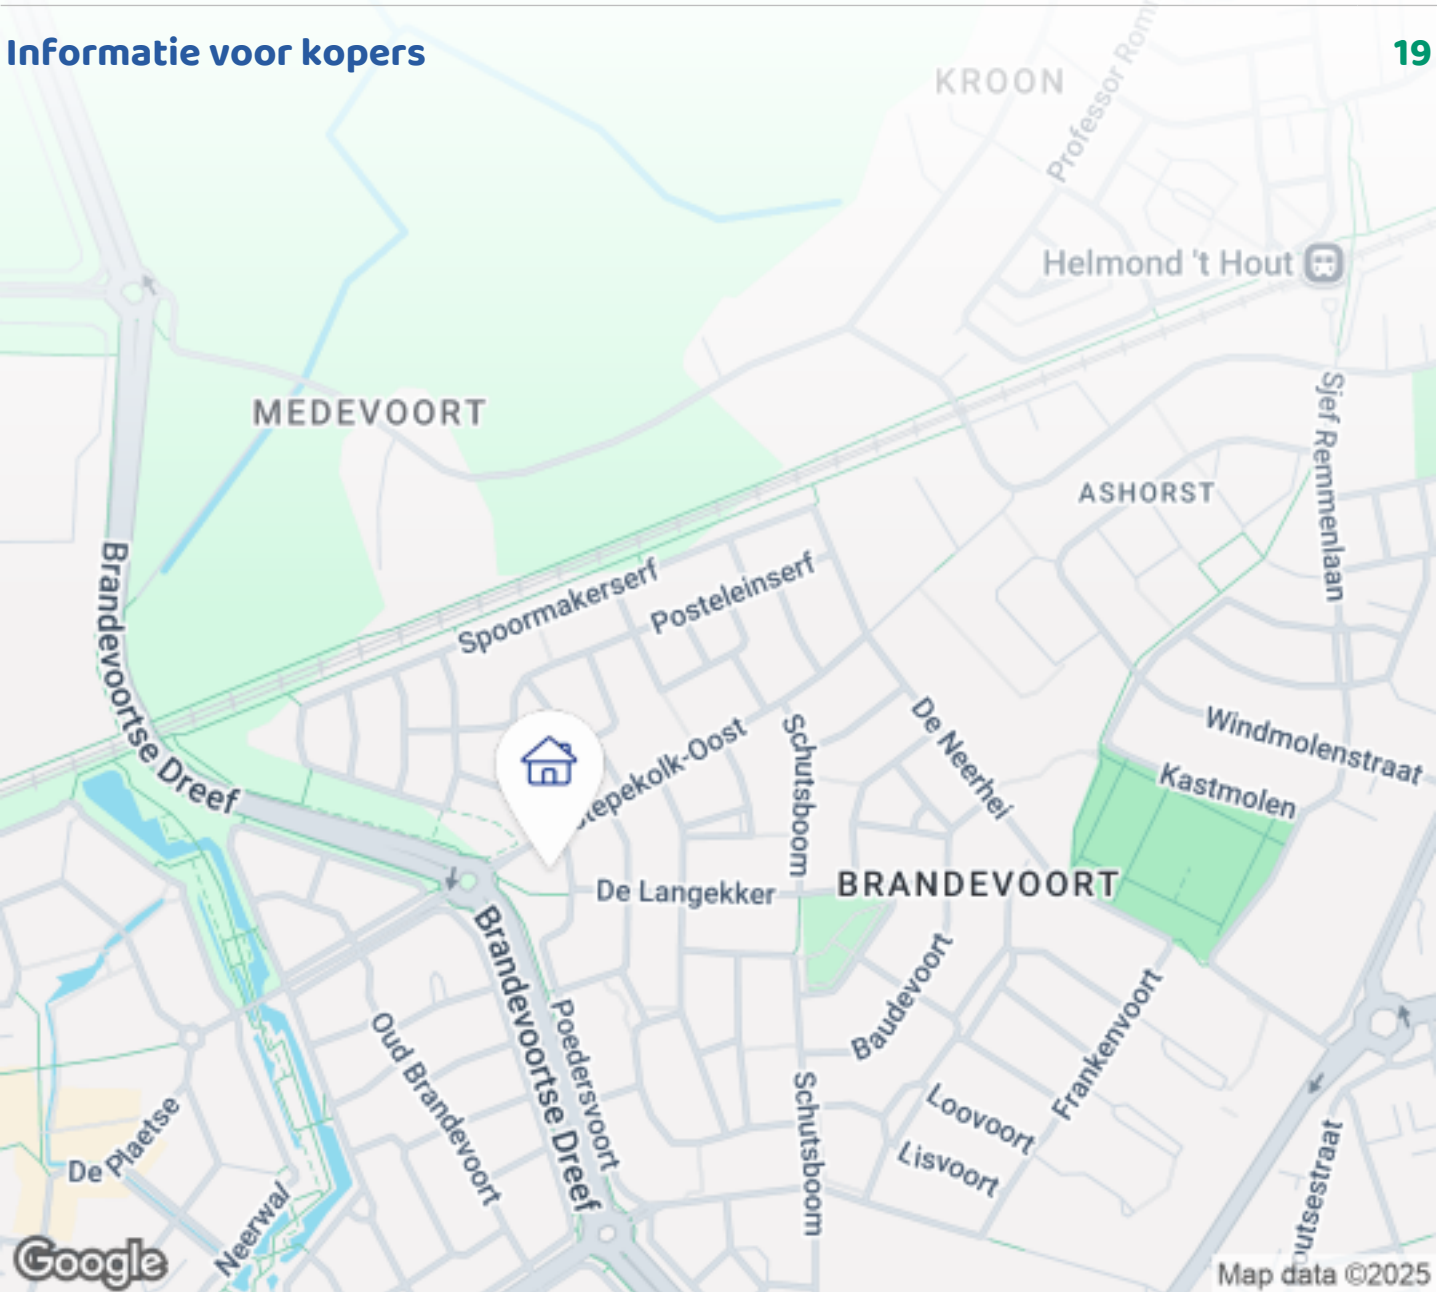 Informatie voor kopers
19
KROON
Professor Rom
Helmond 't Hout
MEDEVOORT
Sjef Remmenlaan
ASHORST
Brandevoortse Dreef
Spoormakerserf
Posteleinserf
De Neerhei
Windmolenstraat
Kastmolen
Schutsboom
epekolk-Oost
De Langekker
BRANDEVOORT
Brandevoortse Dreef
Poedersvoort
Baudevoort
Frankenvoort
Oud Brandevoort
Schutsboom
Loovoort
Lisvoort
De Plaetse
Neerwal
outsestraat
Google
Map data ©2025